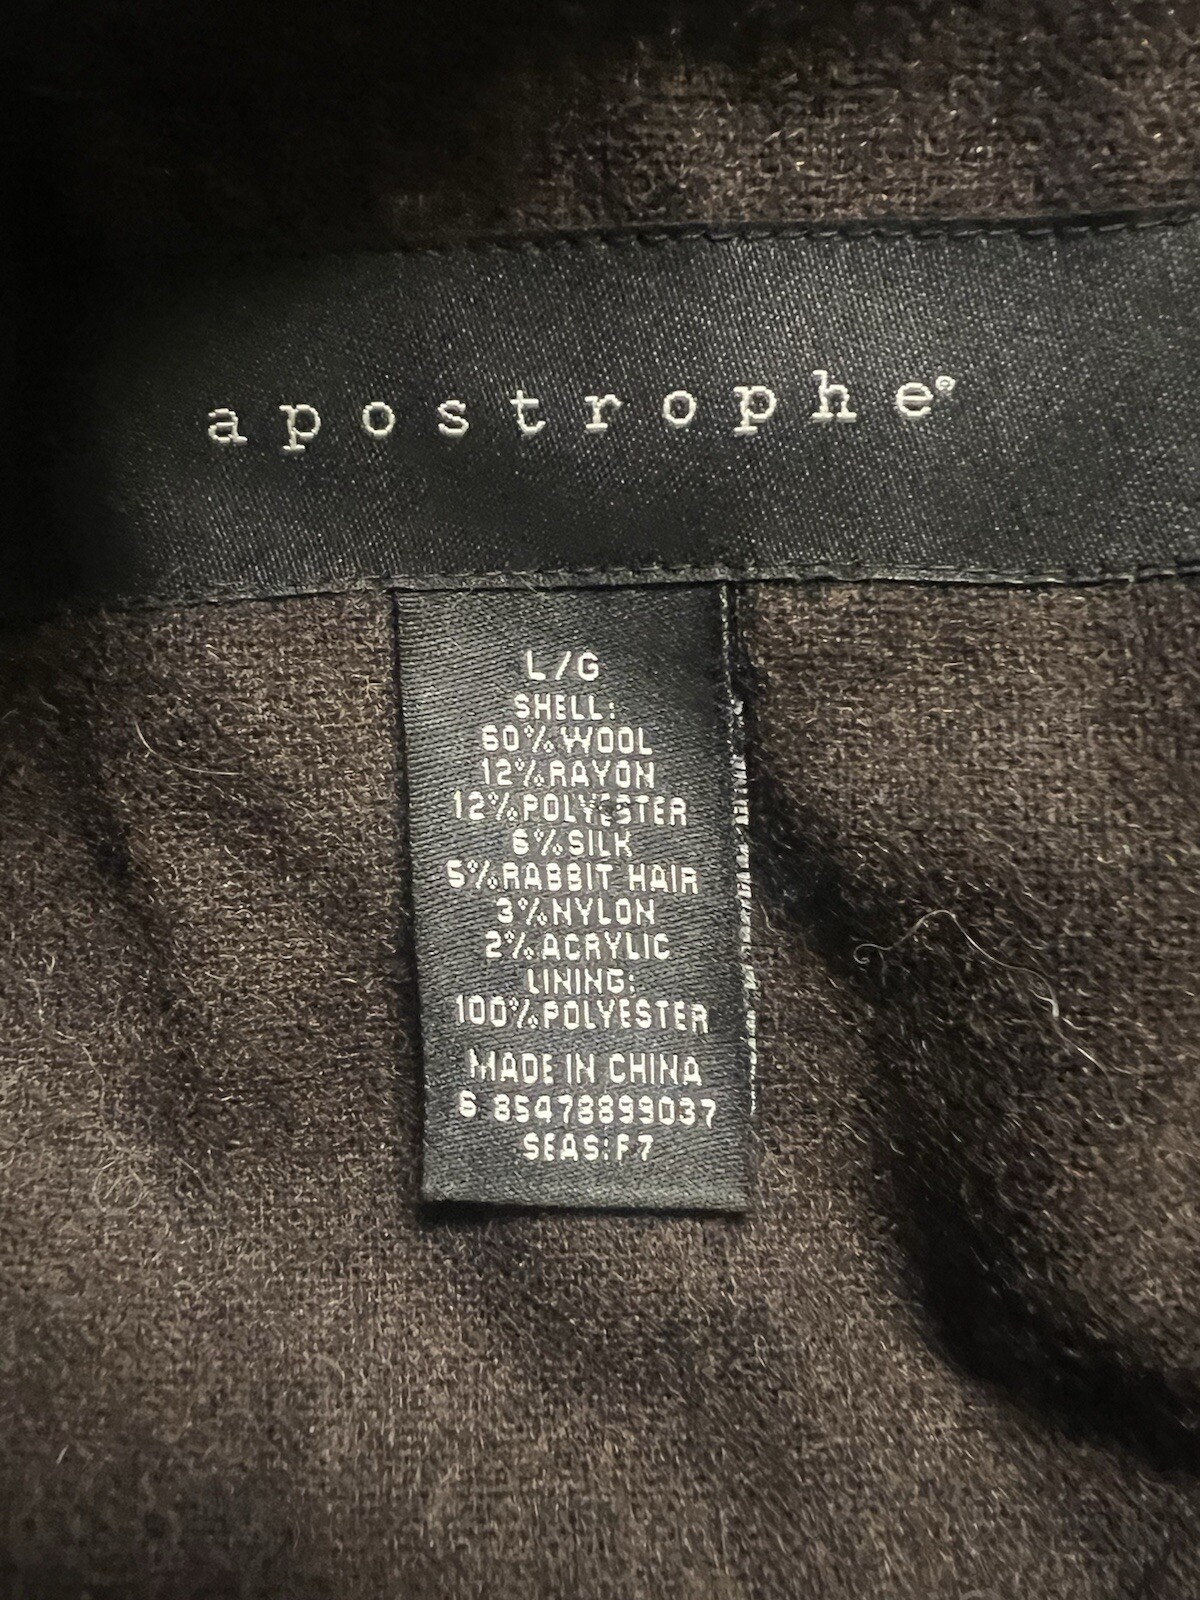 apostrophe®
L/G
SHELL:
60%WOOL
12%RAYON
12%POLYESTER
6%SILK
5%RABBIT HAIR
3%NYLON
2%ACRYLIC
LINING:
100%POLYESTER
MADE IN CHINA
6 85478899037
SEAS:F7